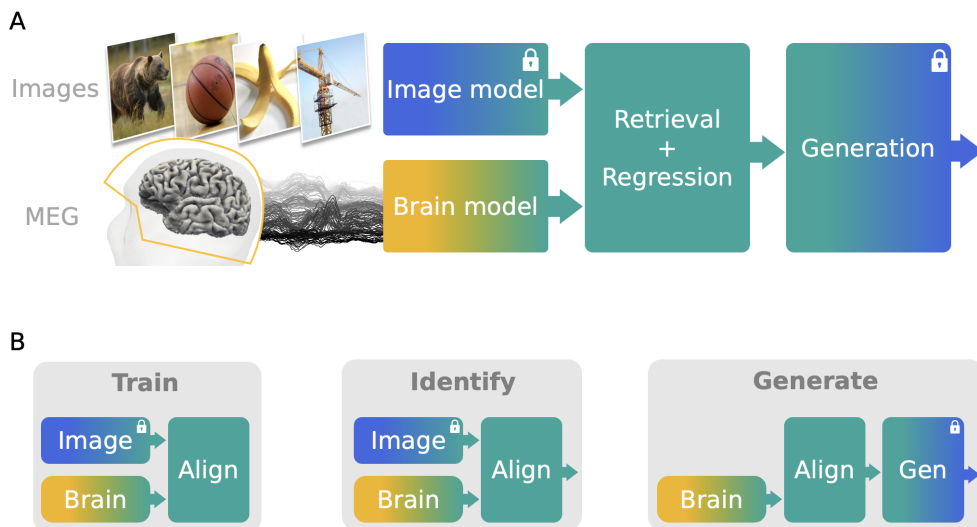 A
Images
Image model
Retrieval
+
Regression
Generation
MEG
Brain model
B
Train
Image
Brain
Align
Identify
Image
Brain
Align
Generate
Brain
Align
Gen